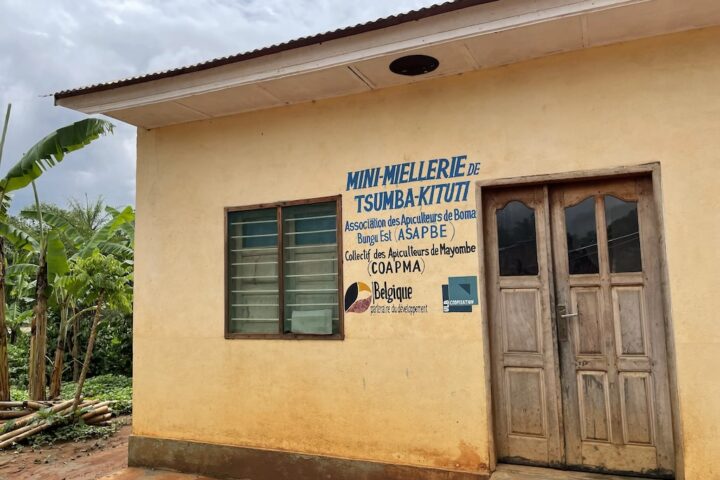 MINI-MIELLERIE DE
TSUMBA-KITUTI
Association des Apiculteurs de Boma
Bungu Est (ASAPBE)
Collectif des Apiculteurs de Mayombe
(COAPMA)
Belgique
partenaire du développement
COOPERATION